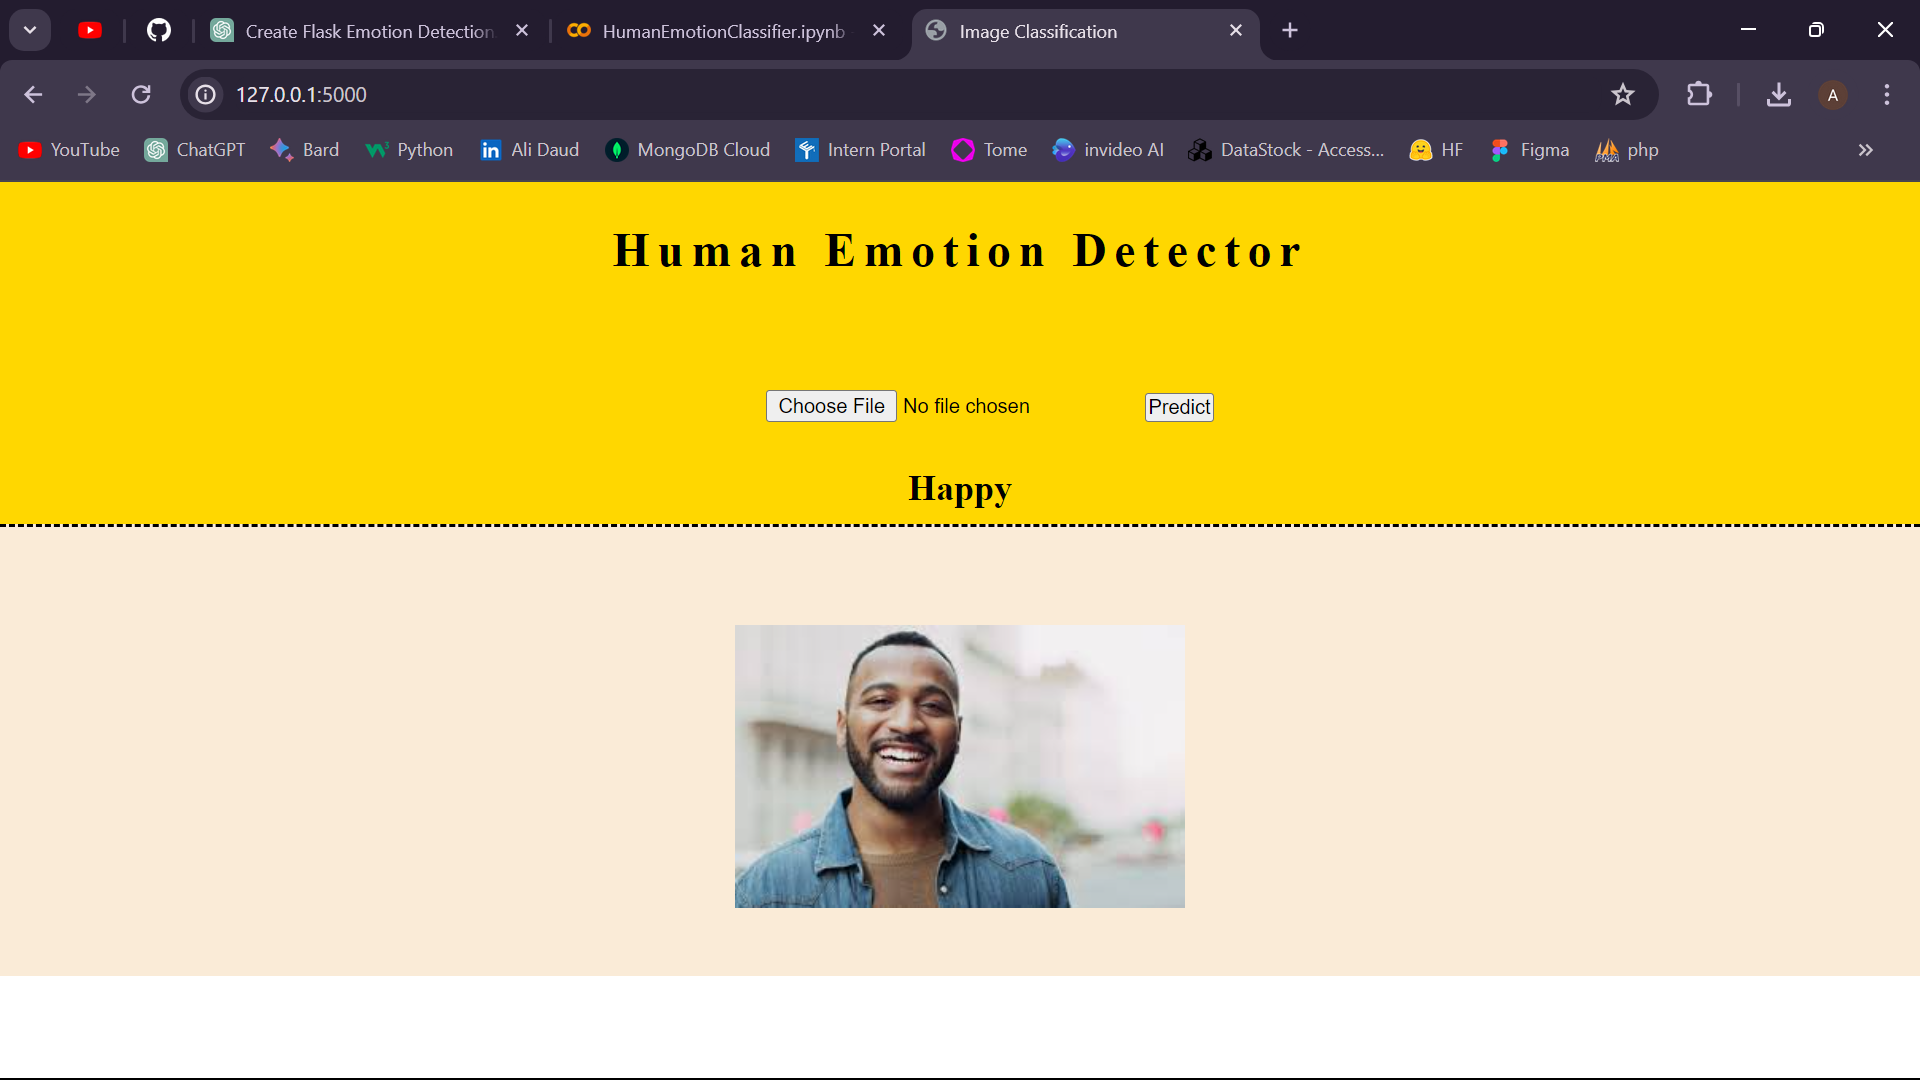 Create Flask Emotion Detection
HumanEmotionClassifier.ipynb
Image Classification
127.0.0.1:5000
A
YouTube
ChatGPT
Bard
Python
Ali Daud
MongoDB Cloud
Intern Portal
Tome
invideo AI
DataStock - Access...
HF
Figma
php
Human Emotion Detector
Choose File No file chosen
Predict
Happy